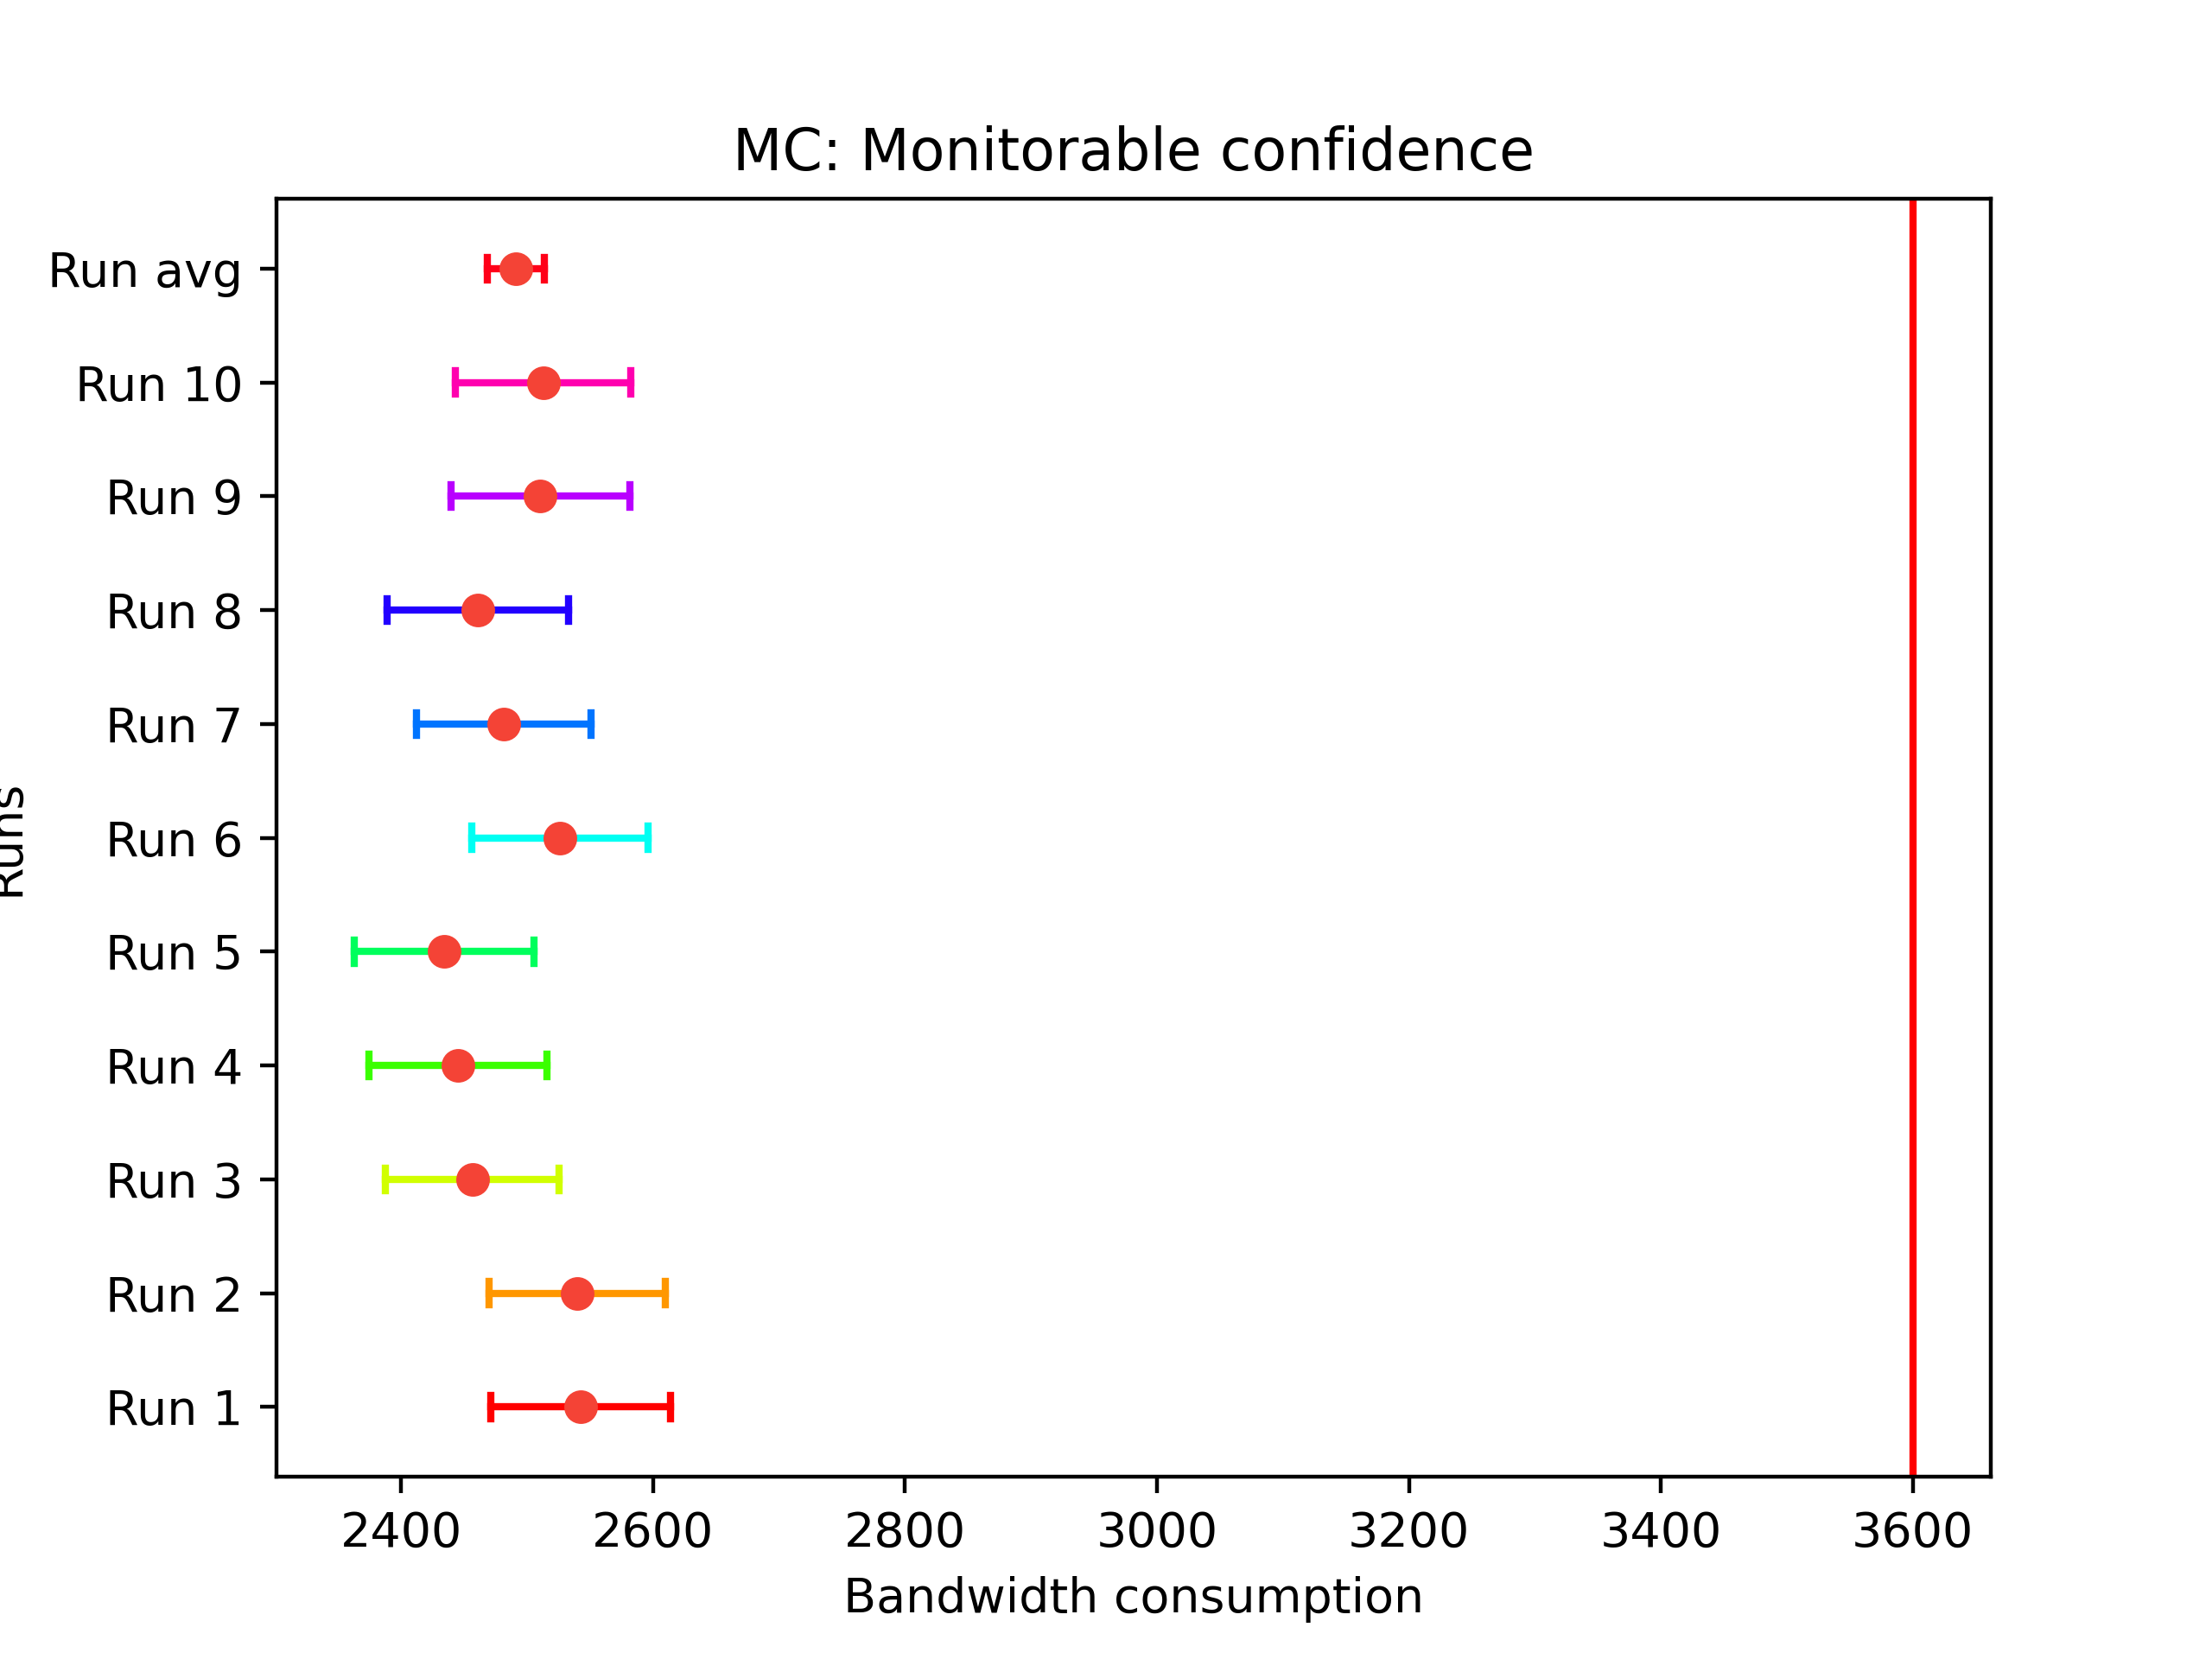 MC: Monitorable confidence
Run avg
Run 10
Run 9
Run 8
Run 7
Run 6
Run 5
Run 4
Run 3
Run 2
Run 1
Runs
2400 2600 2800 3000 3200 3400 3600
Bandwidth consumption